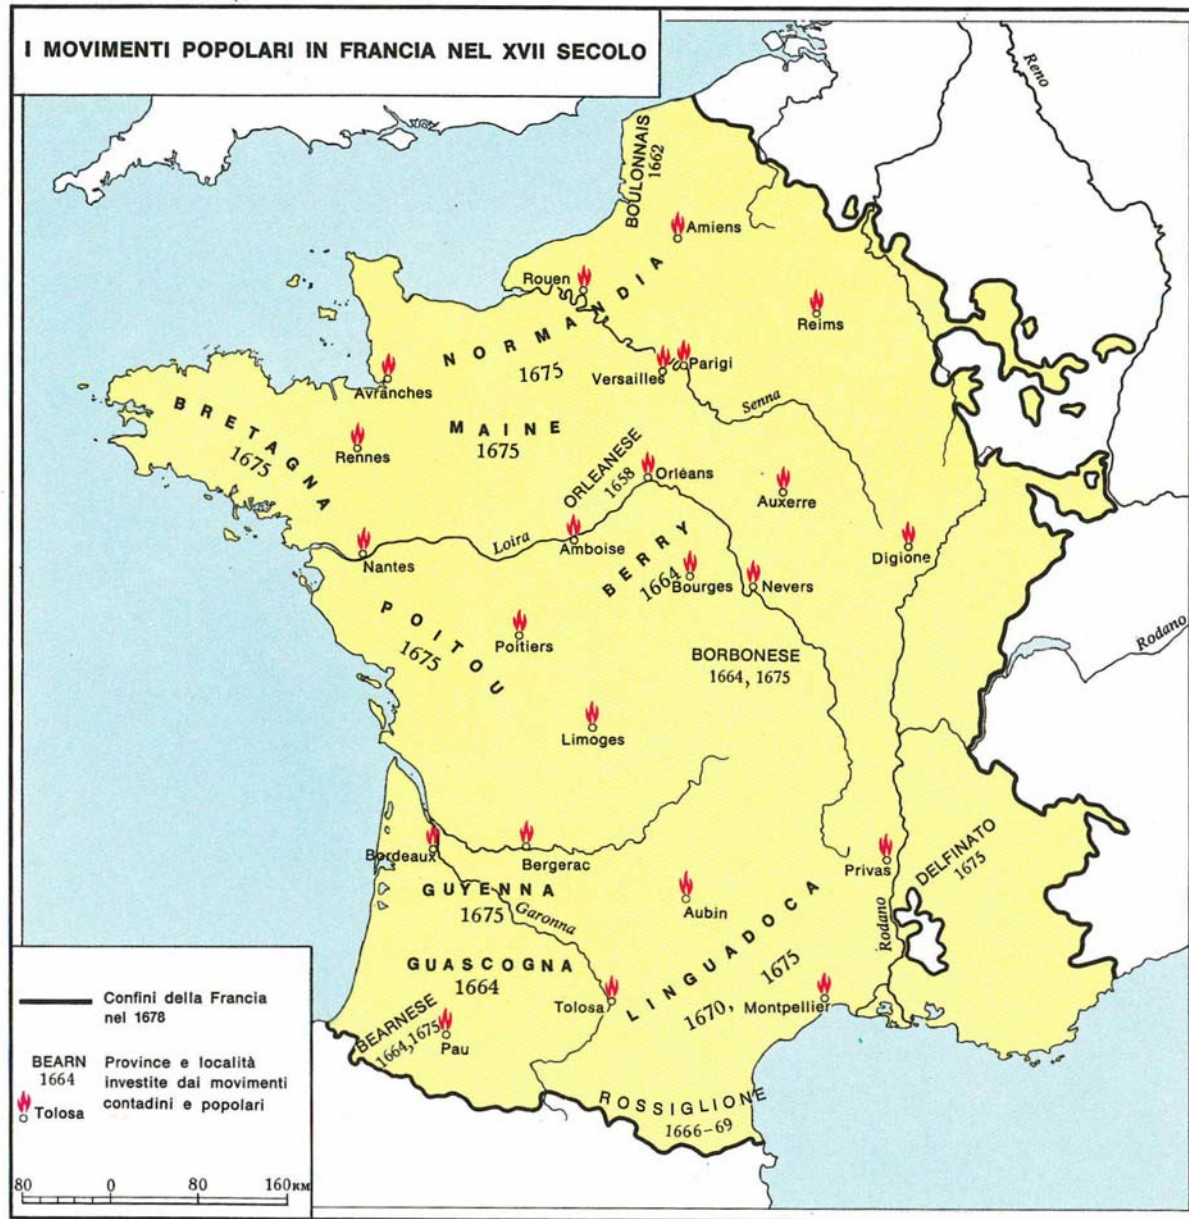 I MOVIMENTI POPOLARI IN FRANCIA NEL XVII SECOLO
Reno
BOULONNAIS
1662
Amiens
Rouen
NORMANDIA
1675
Reims
Avranches
Versailles
Parigi
Senna
BRETAGNA
1675
MAINE
1675
Rennes
ORLEANESE
1658
Orléans
Auxerre
Loira
Amboise
Nantes
BERRY
1664
Bourges
Nevers
Digione
POITOU
1675
Poitiers
BORBONESE
1664, 1675
Rodano
Limoges
Bordeaux
Bergerac
Privas
DELFINATO
1675
GUYENNA
1675
Garonna
Aubin
Rodano
GUASCOGNA
1664
LINGUADOCA
1670, 1675
Tolosa
Montpellier
BEARNESE
1664,1675
Pau
ROSSIGLIONE
1666–69
Confini della Francia
nel 1678
BEARN
1664
Province e località
investite dai movimenti
contadini e popolari
Tolosa
80 0 80 160 KM